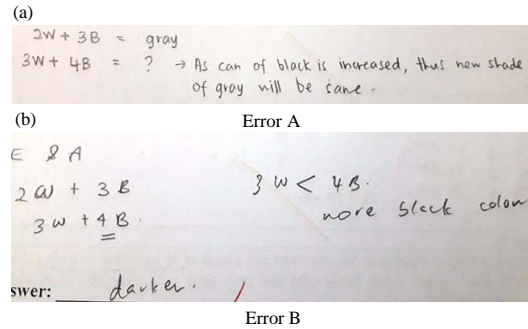 (a)
2W + 3B = gray
3W + 4B = ? → As can of black is increased, thus new shade
of gray will be same.
Error A
(b)
E & A
2W + 3B
3W + 4B.
3W < 4B.
more black colou
swer: darker.
Error B